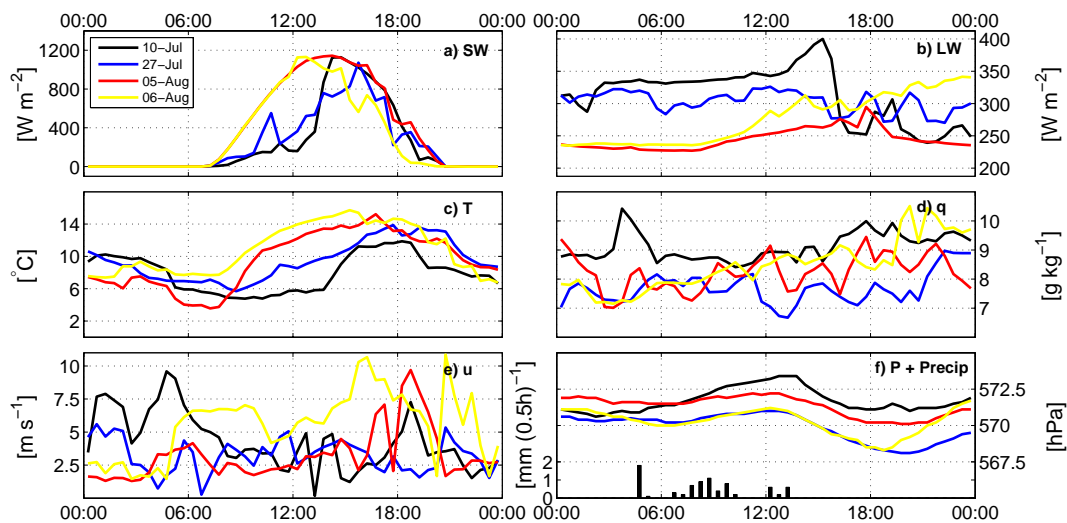 00:00 06:00 12:00 18:00 00:00
00:00 06:00 12:00 18:00 00:00
[W m−2]
1200
800
400
0
10−Jul
27−Jul
05−Aug
06−Aug
a) SW
b) LW
400
350
300
250
200
[W m−2]
[°C]
14
10
6
2
c) T
d) q
10
9
8
7
[g kg−1]
[m s−1]
10
7.5
5
2.5
e) u
[mm (0.5h)−1]
2
1
0
f) P + Precip
572.5
570
567.5
[hPa]
00:00 06:00 12:00 18:00 00:00
00:00 06:00 12:00 18:00 00:00